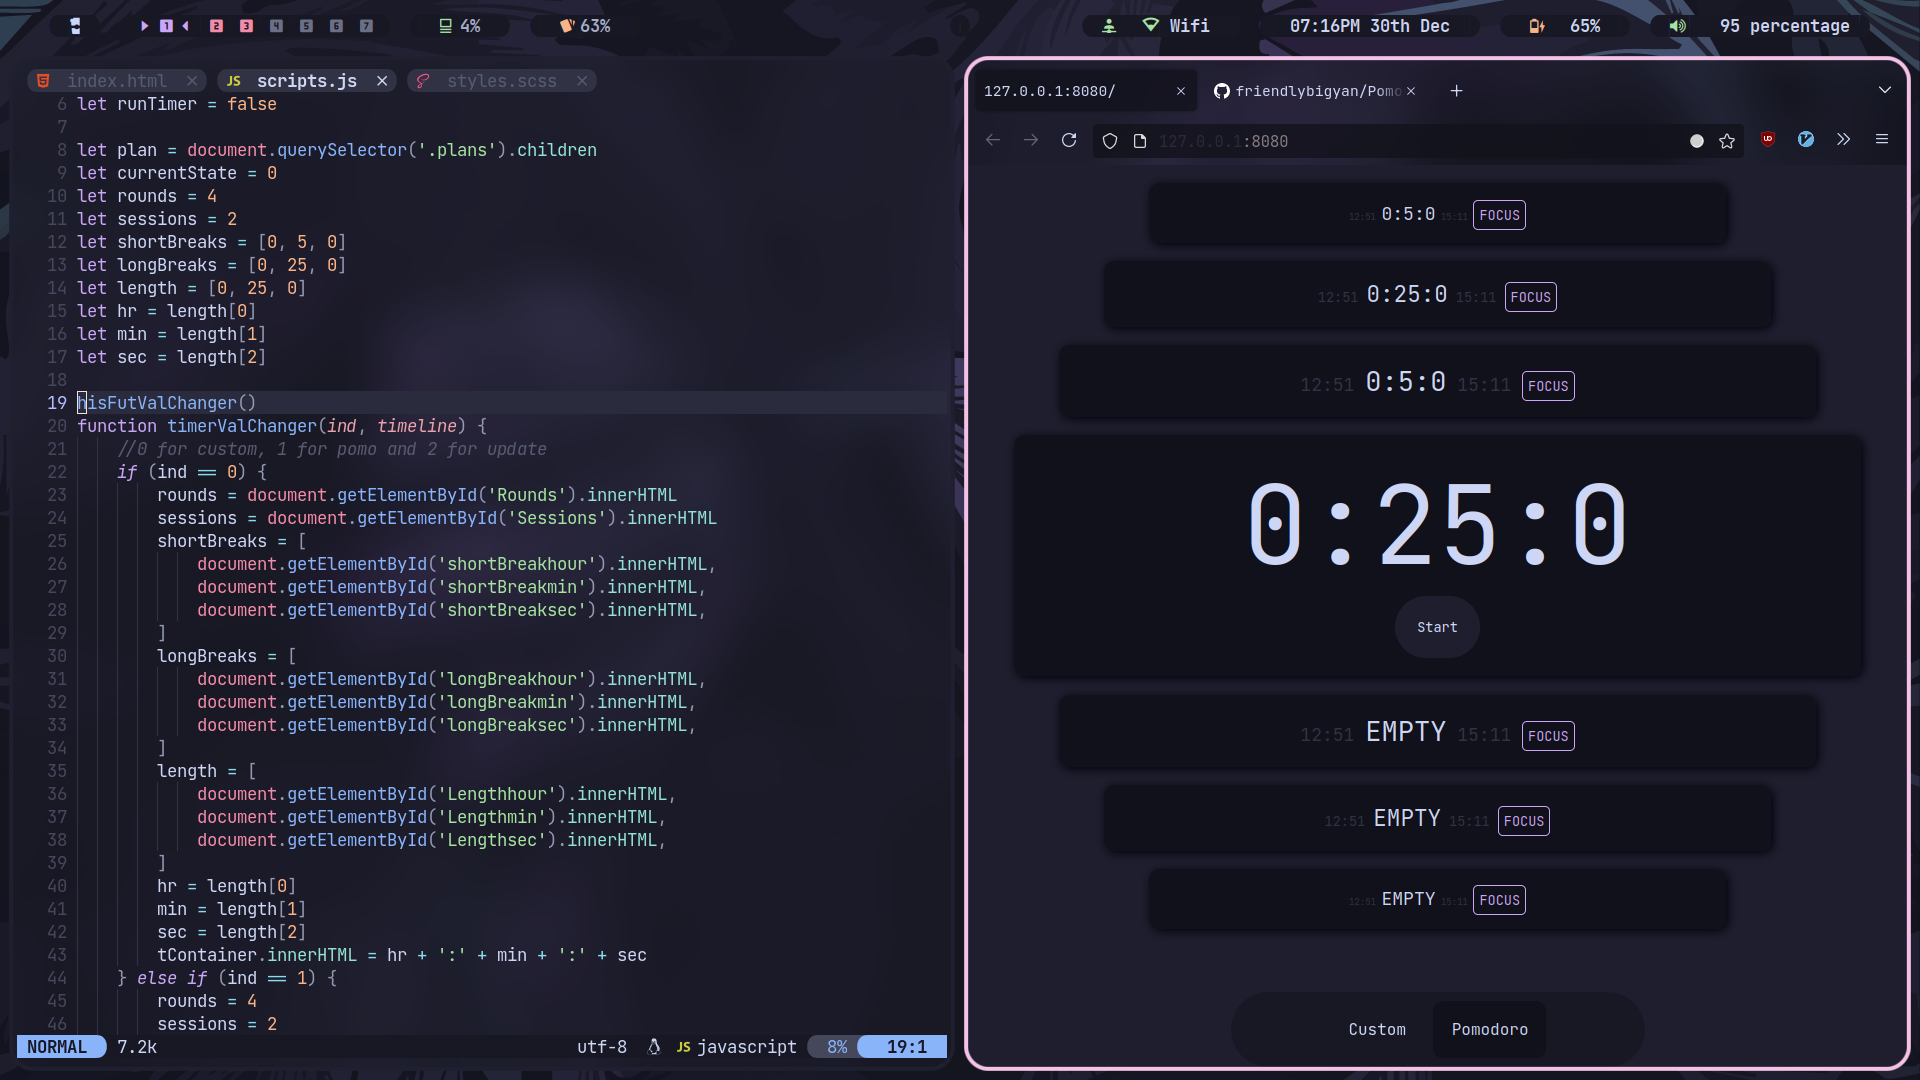 1 2 3 4 5 6 7 4% 63% Wifi 07:16PM 30th Dec 65% 95 percentage
index.html scripts.js styles.scss
6 let runTimer = false
7
8 let plan = document.querySelector('.plans').children
9 let currentState = 0
10 let rounds = 4
11 let sessions = 2
12 let shortBreaks = [0, 5, 0]
13 let longBreaks = [0, 25, 0]
14 let length = [0, 25, 0]
15 let hr = length[0]
16 let min = length[1]
17 let sec = length[2]
18
19 hisFutValChanger()
20 function timerValChanger(ind, timeline) {
21 //0 for custom, 1 for pomo and 2 for update
22 if (ind == 0) {
23 rounds = document.getElementById('Rounds').innerHTML
24 sessions = document.getElementById('Sessions').innerHTML
25 shortBreaks = [
26 document.getElementById('shortBreakhour').innerHTML,
27 document.getElementById('shortBreakmin').innerHTML,
28 document.getElementById('shortBreaksec').innerHTML,
29 ]
30 longBreaks = [
31 document.getElementById('longBreakhour').innerHTML,
32 document.getElementById('longBreakmin').innerHTML,
33 document.getElementById('longBreaksec').innerHTML,
34 ]
35 length = [
36 document.getElementById('Lengthhour').innerHTML,
37 document.getElementById('Lengthmin').innerHTML,
38 document.getElementById('Lengthsec').innerHTML,
39 ]
40 hr = length[0]
41 min = length[1]
42 sec = length[2]
43 tContainer.innerHTML = hr + ':' + min + ':' + sec
44 } else if (ind == 1) {
45 rounds = 4
46 sessions = 2
NORMAL 7.2k utf-8 JS javascript 8% 19:1
127.0.0.1:8080/ friendlybigyan/Pomo
127.0.0.1:8080
12:51 0:5:0 15:11 FOCUS
12:51 0:25:0 15:11 FOCUS
12:51 0:5:0 15:11 FOCUS
0:25:0
Start
12:51 EMPTY 15:11 FOCUS
12:51 EMPTY 15:11 FOCUS
12:51 EMPTY 15:11 FOCUS
Custom Pomodoro